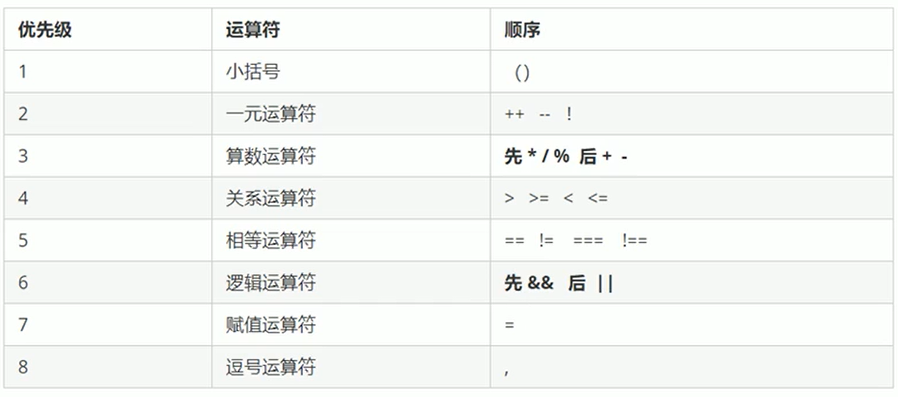 优先级 运算符 顺序
1 小括号 （）
2 一元运算符 ++ -- !
3 算数运算符 先 * / % 后 + -
4 关系运算符 > >= < <=
5 相等运算符 == != === !==
6 逻辑运算符 先 && 后 ||
7 赋值运算符 =
8 逗号运算符 ,